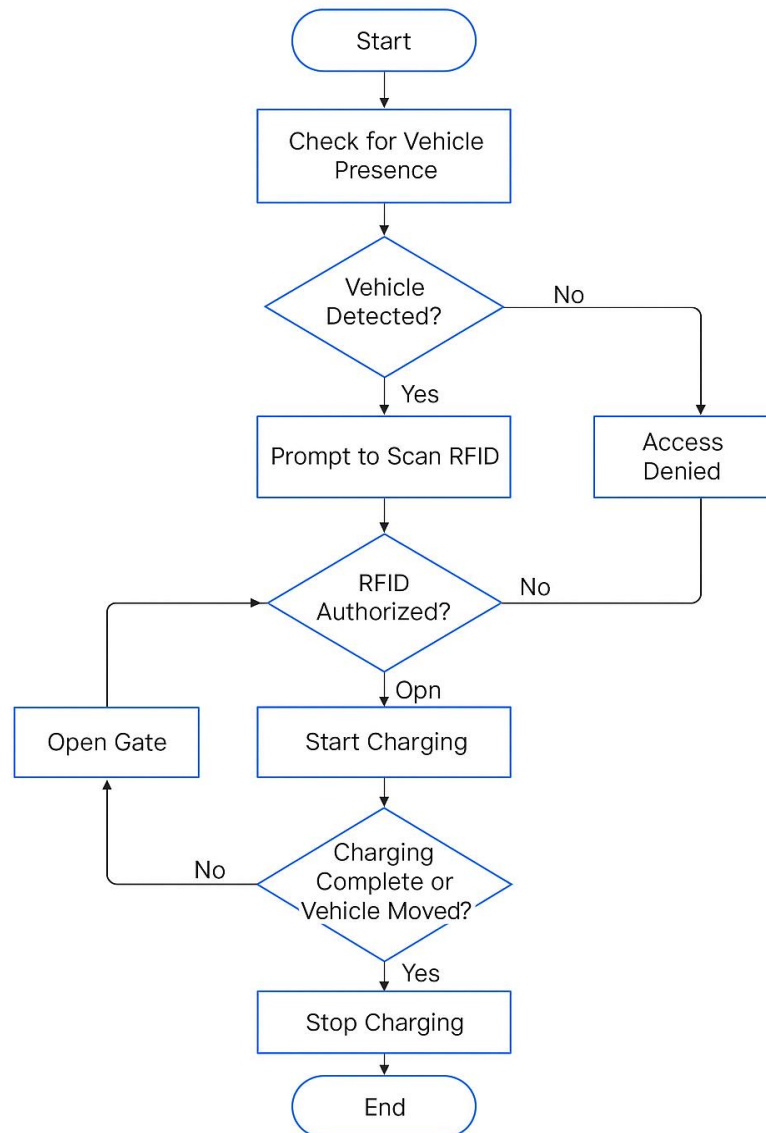 Start
Check for Vehicle
Presence
Vehicle
Detected?
No
Yes
Prompt to Scan RFID
Access
Denied
RFID
Authorized?
No
Opn
Open Gate
Start Charging
No
Charging
Complete or
Vehicle Moved?
Yes
Stop Charging
End